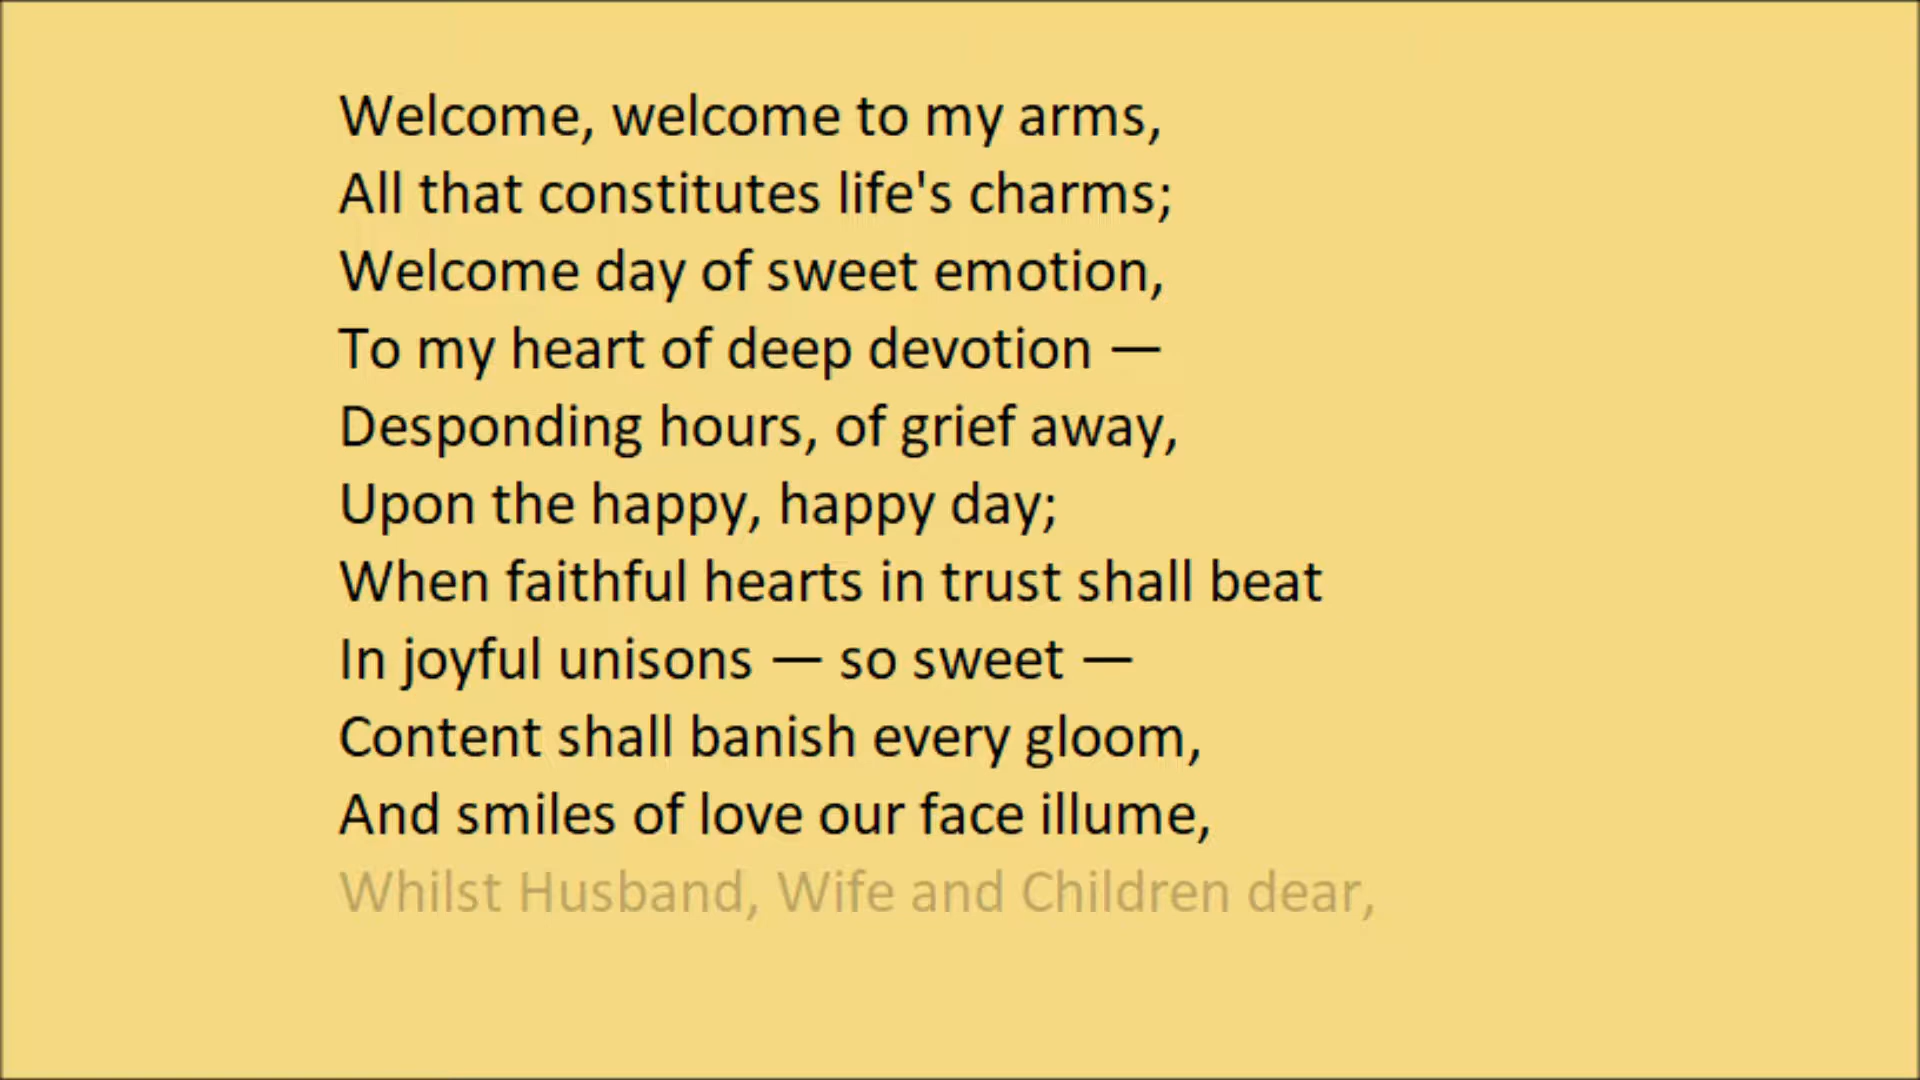 Welcome, welcome to my arms,
All that constitutes life's charms;
Welcome day of sweet emotion,
To my heart of deep devotion —
Desponding hours, of grief away,
Upon the happy, happy day;
When faithful hearts in trust shall beat
In joyful unisons — so sweet —
Content shall banish every gloom,
And smiles of love our face illume,
Whilst Husband, Wife and Children dear,